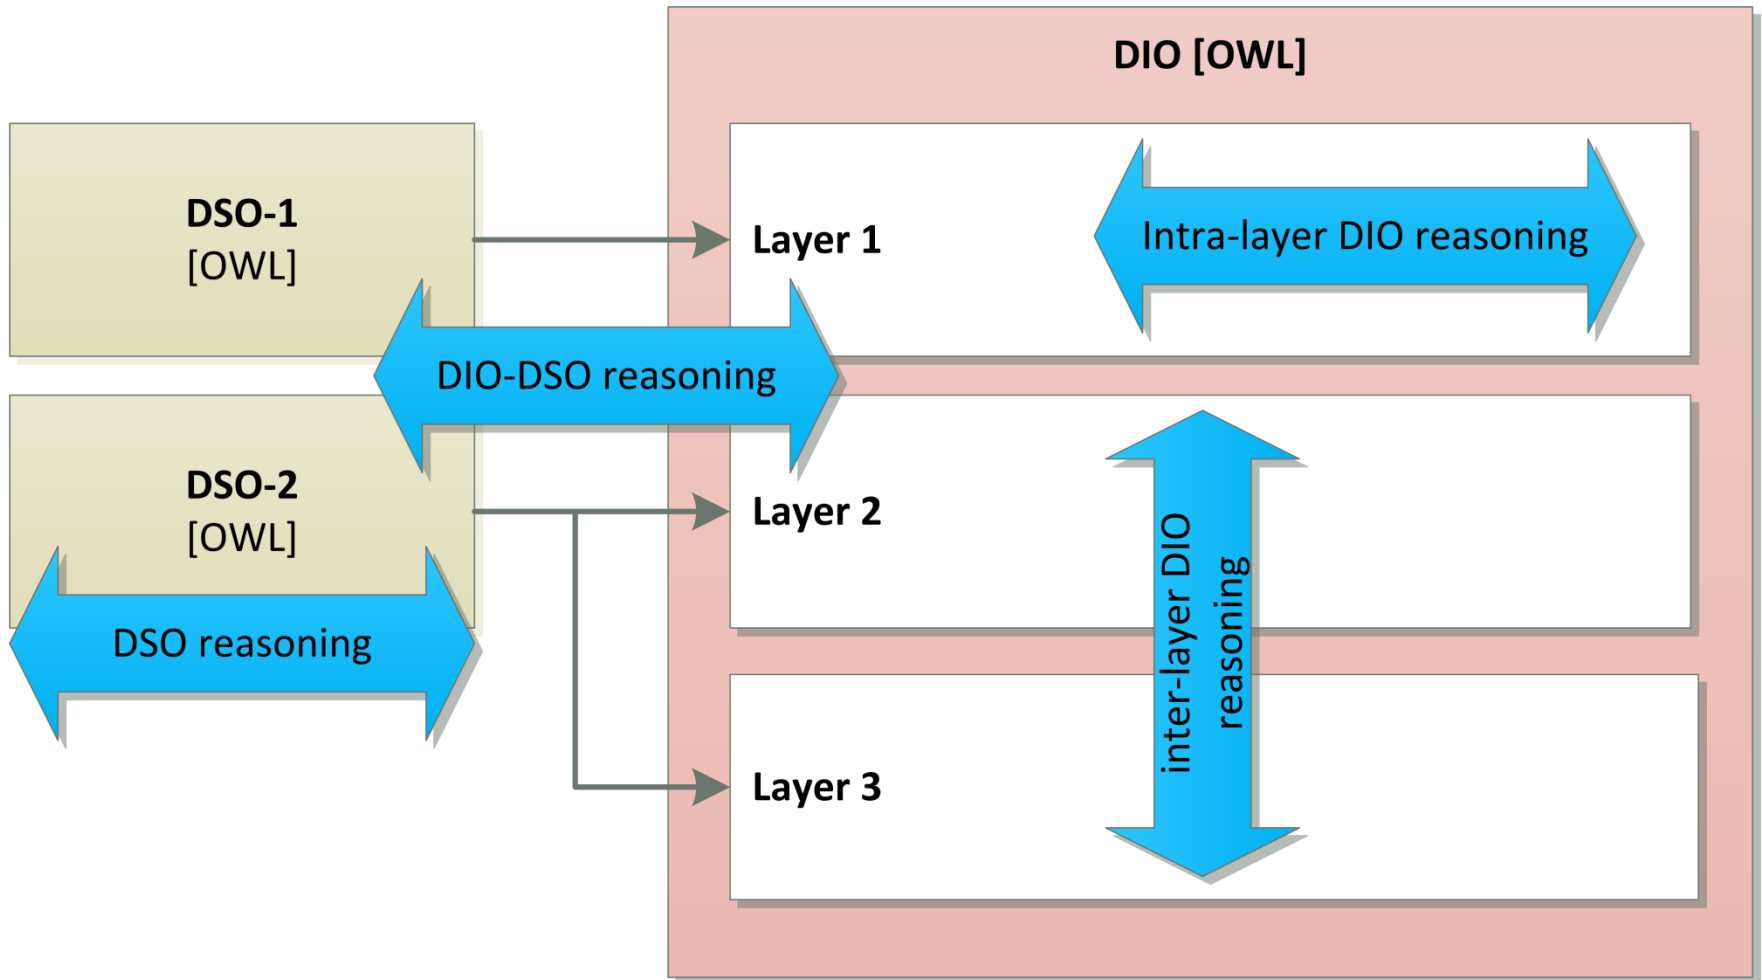 DIO [OWL]
DSO-1
[OWL]
Layer 1
Intra-layer DIO reasoning
DIO-DSO reasoning
DSO-2
[OWL]
Layer 2
inter-layer DIO
reasoning
DSO reasoning
Layer 3